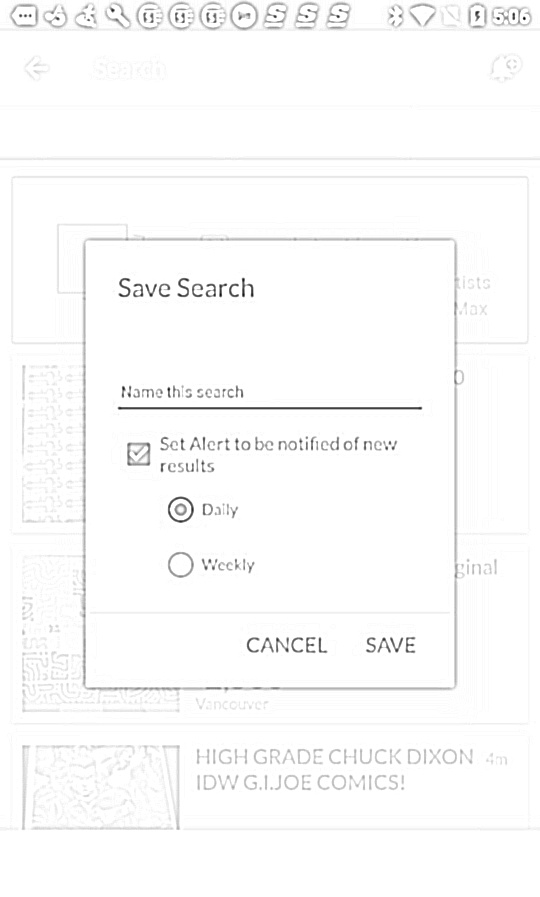 5:06
Search
tists
Max
Save Search
0
Name this search
Set Alert to be notified of new
results
Daily
Weekly
ginal
CANCEL SAVE
Vancouver
HIGH GRADE CHUCK DIXON 4m
IDW G.I.JOE COMICS!